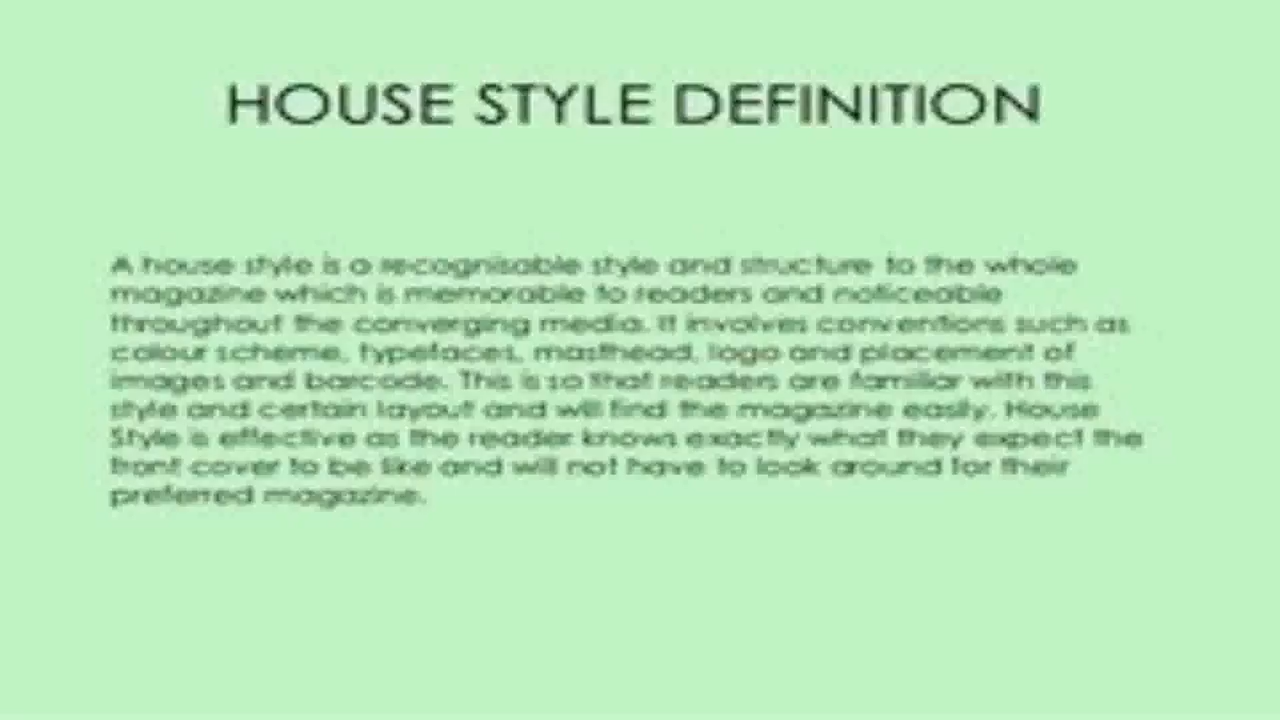 HOUSE STYLE DEFINITION
A house style is a recognisable style and structure to the whole
magazine which is memorable to readers and noticeable
throughout the converging media. It involves conventions such as
colour scheme, typefaces, masthead, logo and placement of
images and barcode. This is so that readers are familiar with this
style and certain layout and will find the magazine easily. House
Style is effective as the reader knows exactly what they expect the
front cover to be like and will not have to look around for their
preferred magazine.